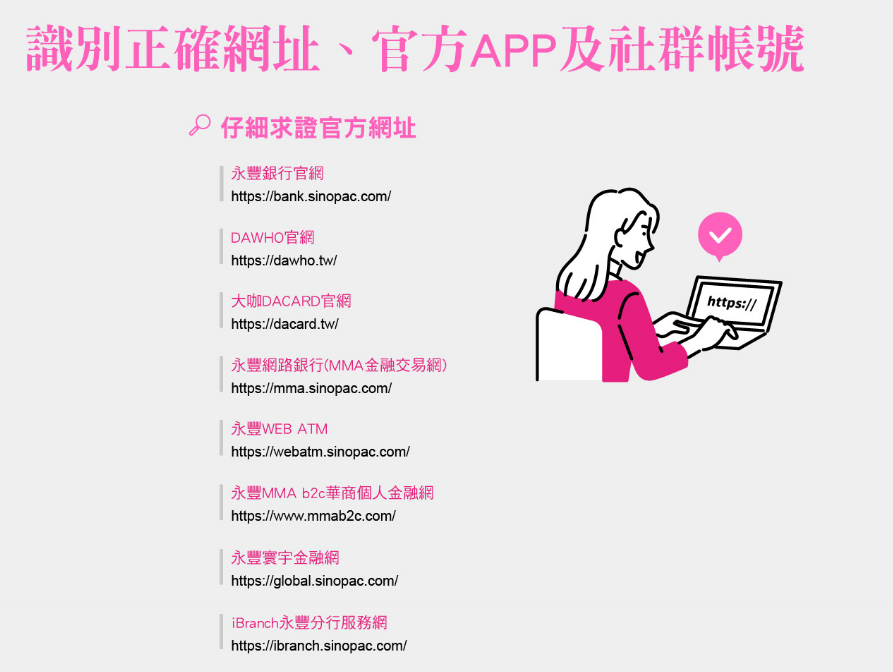 識別正確網址、官方APP及社群帳號
仔細求證官方網址
永豐銀行官網
https://bank.sinopac.com/
DAWHO官網
https://dawho.tw/
大咖DACARD官網
https://dacard.tw/
永豐網路銀行(MMA金融交易網)
https://mma.sinopac.com/
永豐WEB ATM
https://webatm.sinopac.com/
永豐MMA b2c華商個人金融網
https://www.mmab2c.com/
永豐寰宇金融網
https://global.sinopac.com/
iBranch永豐分行服務網
https://ibranch.sinopac.com/
https://